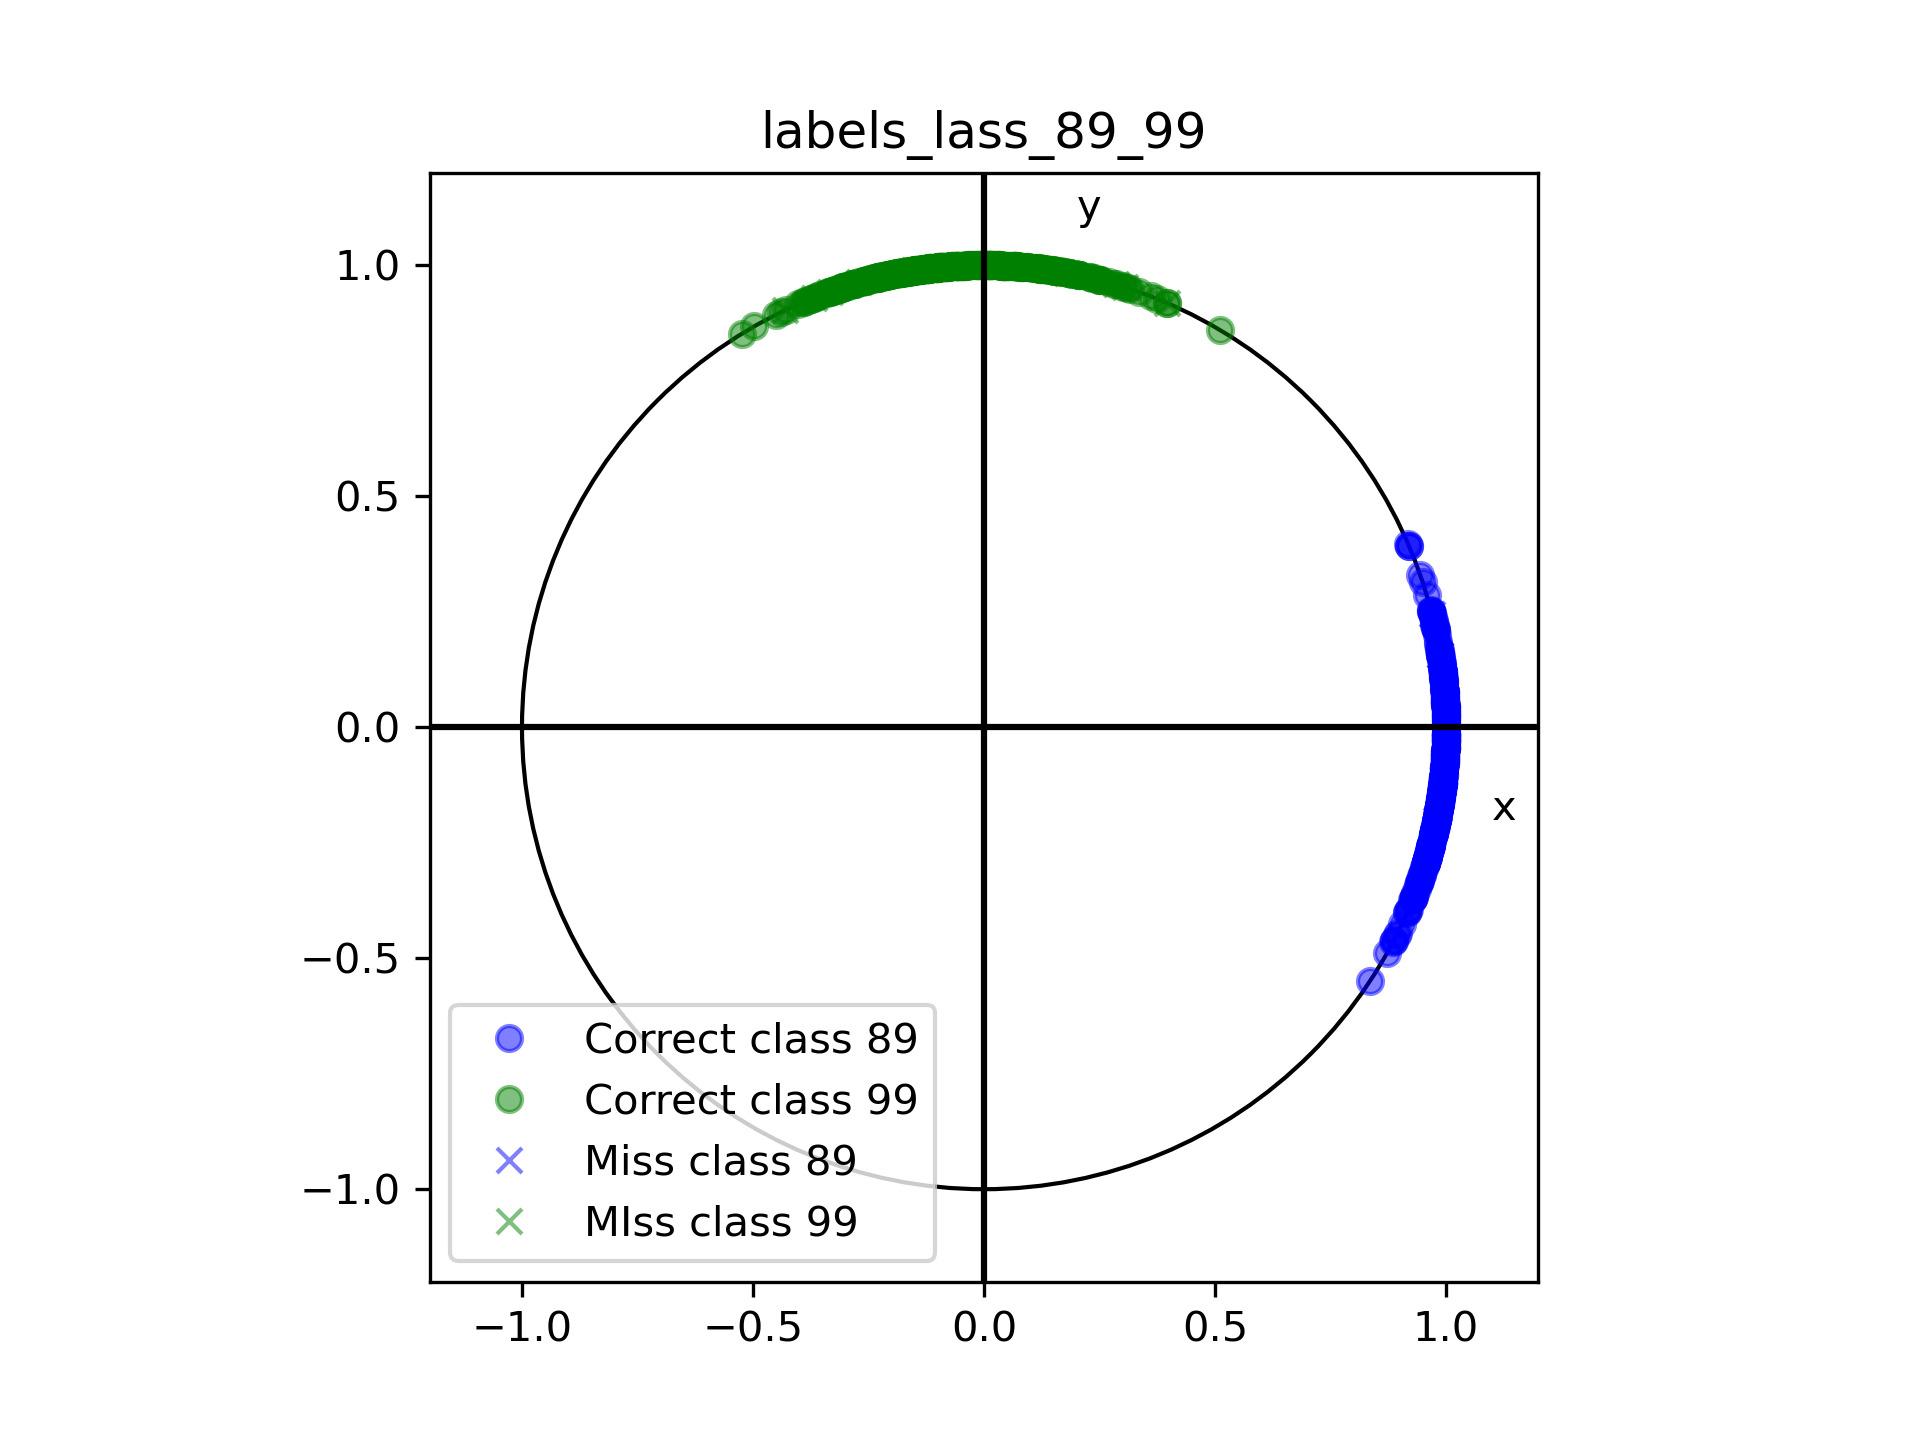 labels_lass_89_99
y
1.0
0.5
0.0
−0.5
−1.0
x
Correct class 89
Correct class 99
Miss class 89
MIss class 99
−1.0 −0.5 0.0 0.5 1.0